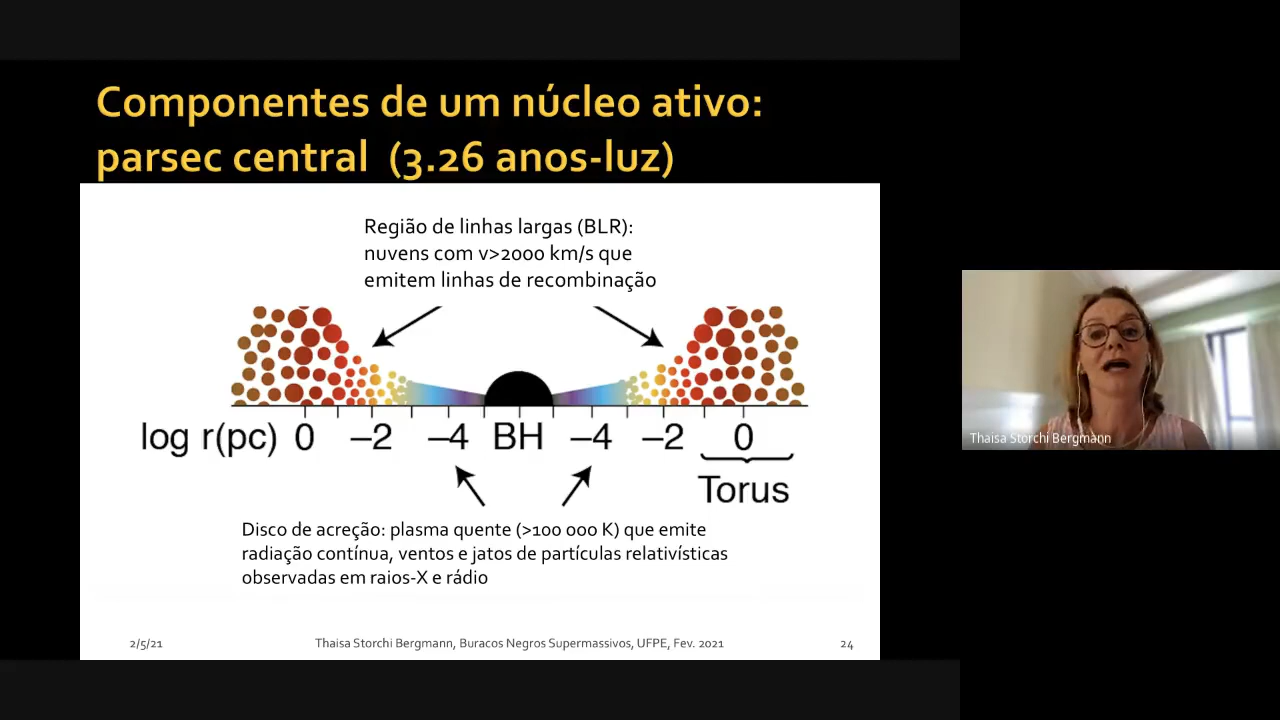 Componentes de um núcleo ativo:
parsec central (3.26 anos-luz)
Região de linhas largas (BLR):
nuvens com v>2000 km/s que
emitem linhas de recombinação
log r(pc) 0 –2 –4 BH –4 –2 0
Torus
Disco de acreção: plasma quente (>100 000 K) que emite
radiação contínua, ventos e jatos de partículas relativísticas
observadas em raios-X e rádio
2/5/21 Thaisa Storchi Bergmann, Buracos Negros Supermassivos, UFPE, Fev. 2021 24
Thaisa Storchi Bergmann